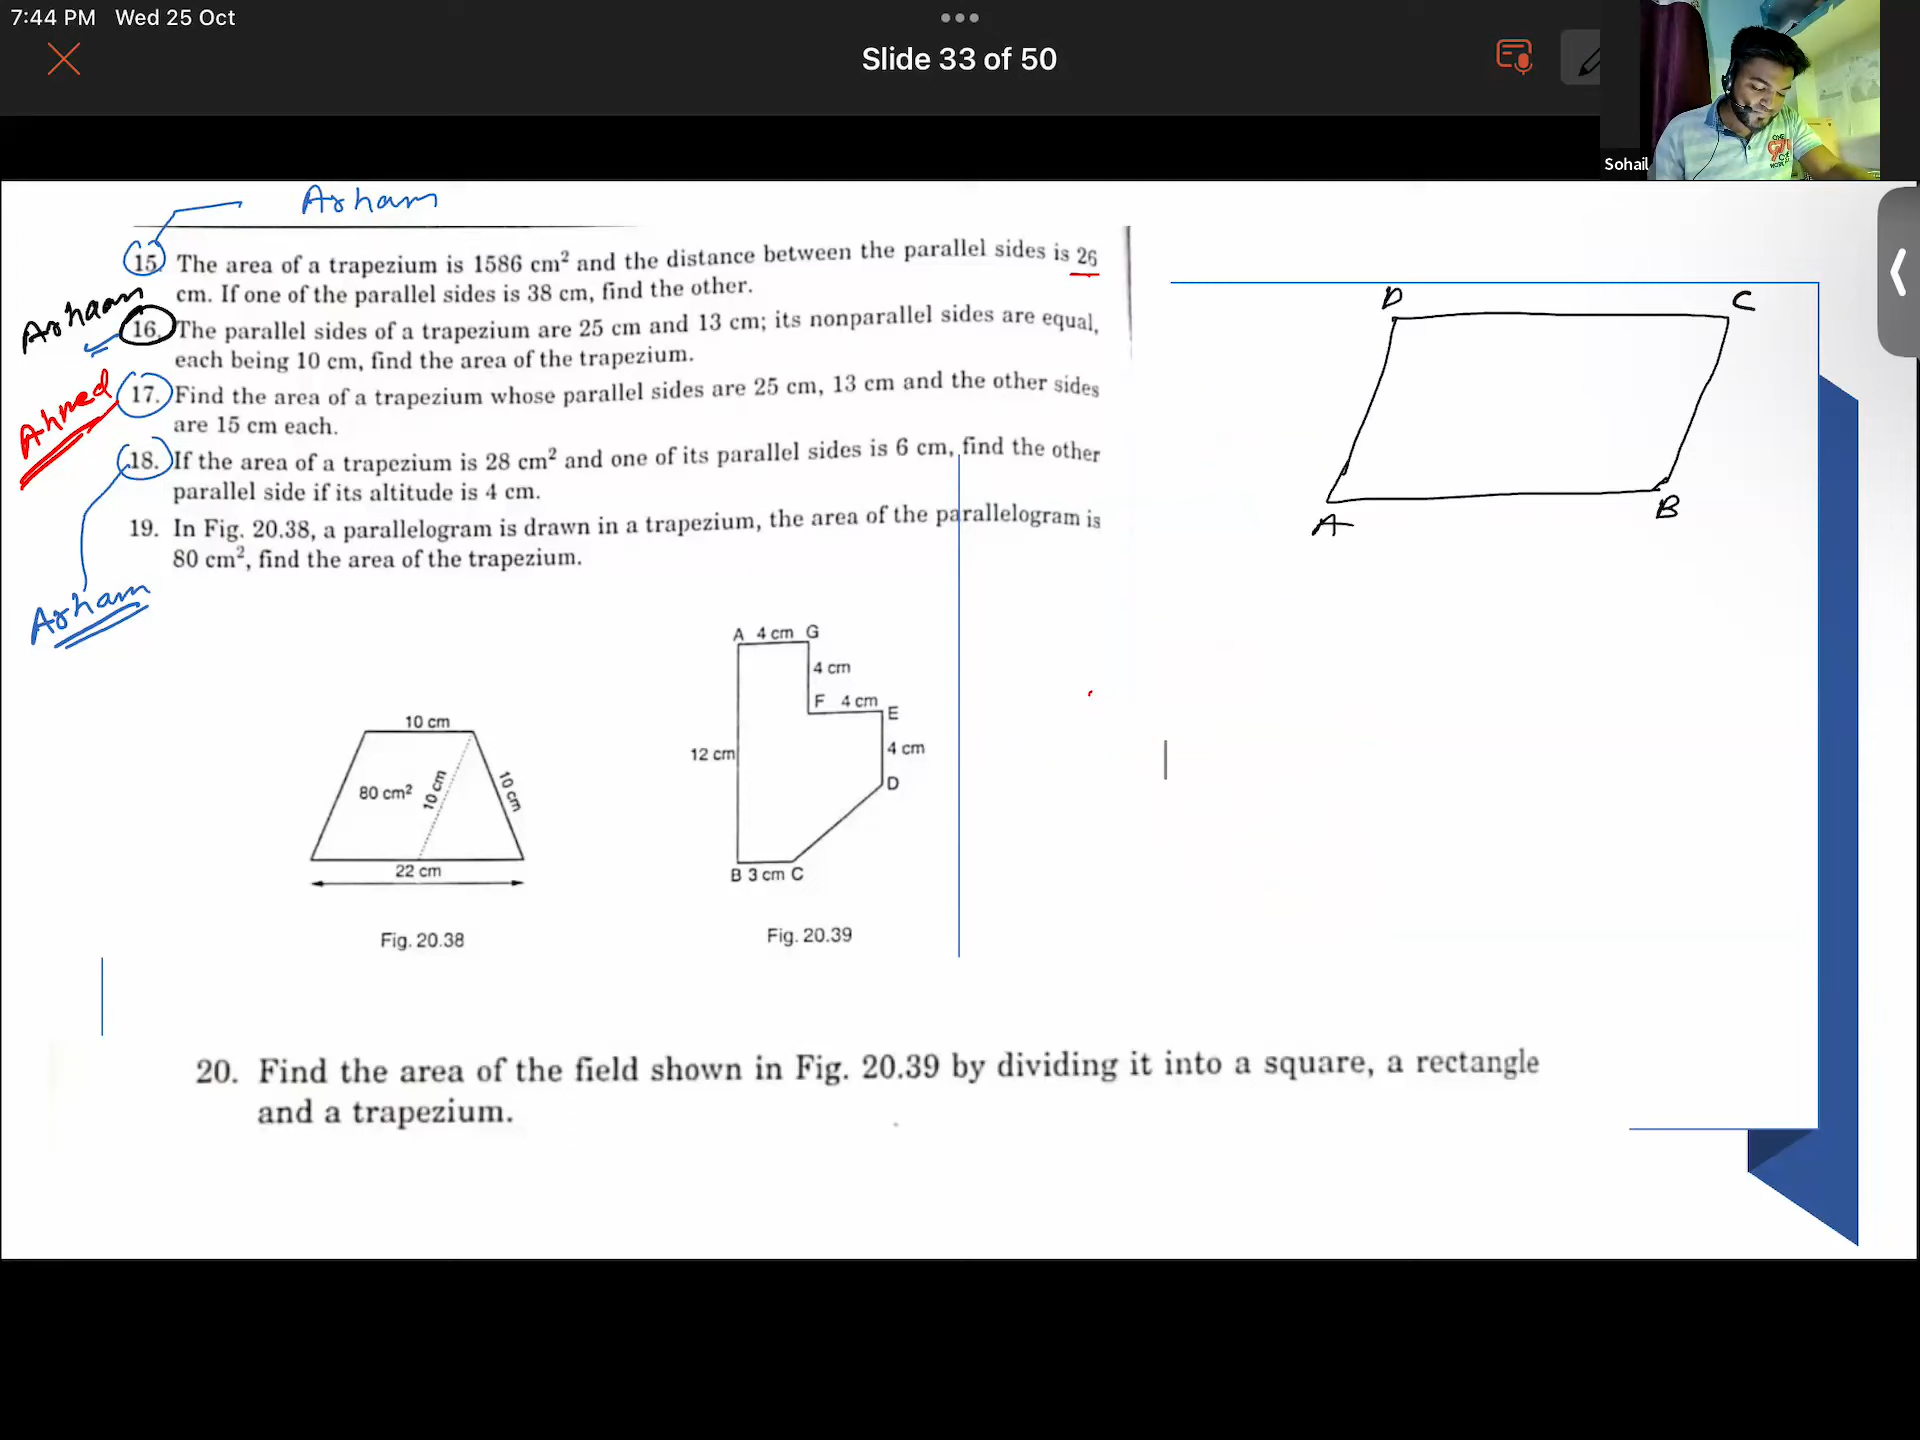 7:44 PM Wed 25 Oct
Slide 33 of 50
Sohail
Arham
15. The area of a trapezium is 1586 cm² and the distance between the parallel sides is 26
cm. If one of the parallel sides is 38 cm, find the other.
Arhaam
16. The parallel sides of a trapezium are 25 cm and 13 cm; its nonparallel sides are equal,
each being 10 cm, find the area of the trapezium.
Ahmed
17. Find the area of a trapezium whose parallel sides are 25 cm, 13 cm and the other sides
are 15 cm each.
18. If the area of a trapezium is 28 cm² and one of its parallel sides is 6 cm, find the other
parallel side if its altitude is 4 cm.
19. In Fig. 20.38, a parallelogram is drawn in a trapezium, the area of the parallelogram is
80 cm², find the area of the trapezium.
Arham
D C
A B
10 cm
80 cm²
10 cm
10 cm
22 cm
Fig. 20.38
A 4 cm G
4 cm
F 4 cm E
12 cm
4 cm
D
B 3 cm C
Fig. 20.39
20. Find the area of the field shown in Fig. 20.39 by dividing it into a square, a rectangle
and a trapezium.